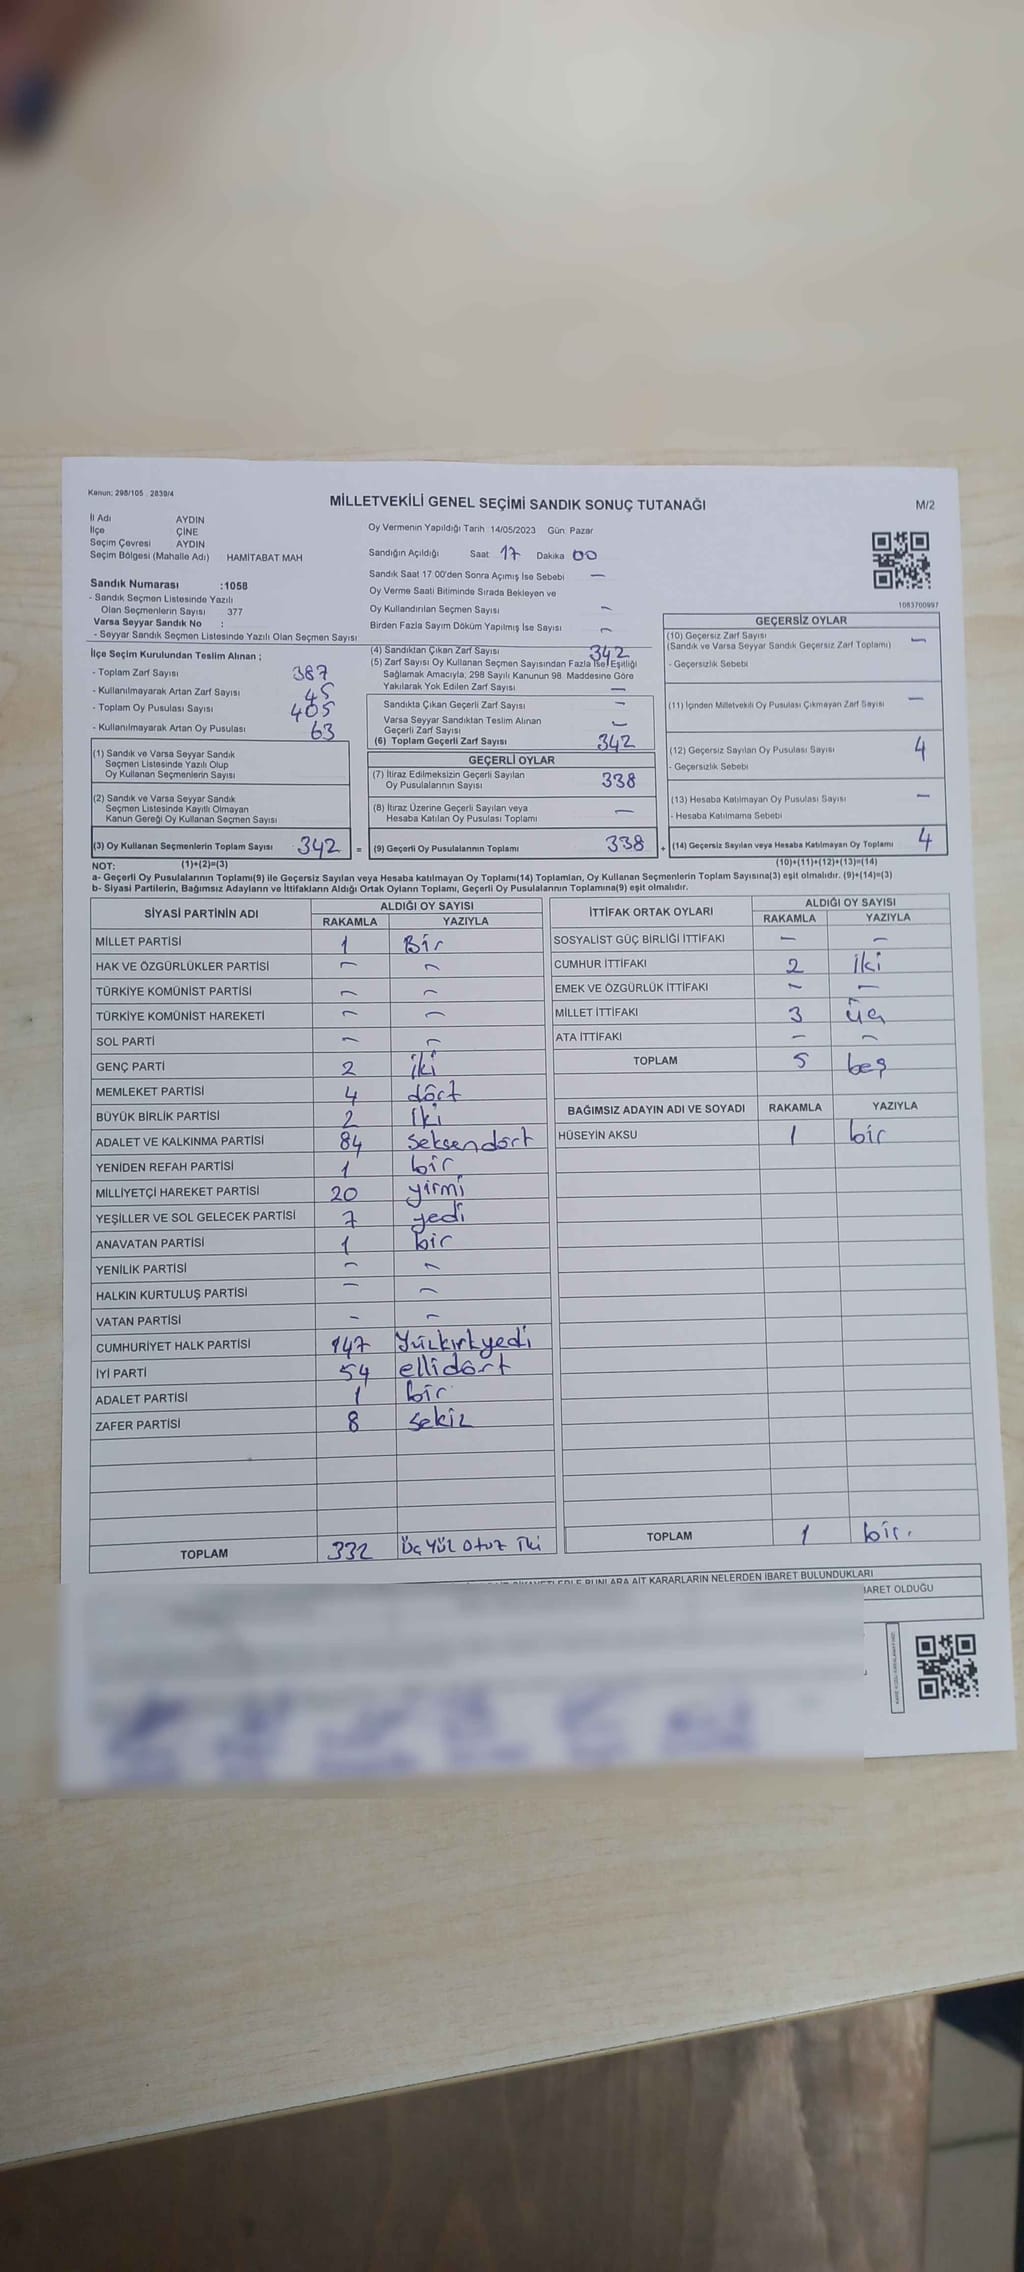 Kanun: 298/105 . 2839/4
MİLLETVEKİLİ GENEL SEÇİMİ SANDIK SONUÇ TUTANAĞI
M/2
İl Adı AYDIN
İlçe ÇİNE
Seçim Çevresi AYDIN
Seçim Bölgesi (Mahalle Adı) HAMİTABAT MAH
Sandık Numarası :1058
- Sandık Seçmen Listesinde Yazılı
Olan Seçmenlerin Sayısı 377
Varsa Seyyar Sandık No :
- Seyyar Sandık Seçmen Listesinde Yazılı Olan Seçmen Sayısı
Oy Vermenin Yapıldığı Tarih 14/05/2023 Gün Pazar
Sandığın Açıldığı Saat 17 Dakika 00
Sandık Saat 17 00'den Sonra Açımış İse Sebebi —
Oy Verme Saati Bitiminde Sırada Bekleyen ve
Oy Kullandırılan Seçmen Sayısı —
Birden Fazla Sayım Döküm Yapılmış İse Sayısı —
1083700997
İlçe Seçim Kurulundan Teslim Alınan ;
- Toplam Zarf Sayısı 387
- Kullanılmayarak Artan Zarf Sayısı 45
- Toplam Oy Pusulası Sayısı 405
- Kullanılmayarak Artan Oy Pusulası 63
(1) Sandık ve Varsa Seyyar Sandık
Seçmen Listesinde Yazılı Olup
Oy Kullanan Seçmenlerin Sayısı
(2) Sandık ve Varsa Seyyar Sandık
Seçmen Listesinde Kayıtlı Olmayan
Kanun Gereği Oy Kullanan Seçmen Sayısı
(3) Oy Kullanan Seçmenlerin Toplam Sayısı 342 =
(4) Sandıktan Çıkan Zarf Sayısı 342
(5) Zarf Sayısı Oy Kullanan Seçmen Sayısından Fazla İse, Eşitliği
Sağlamak Amacıyla, 298 Sayılı Kanunun 98. Maddesine Göre
Yakılarak Yok Edilen Zarf Sayısı —
Sandıkta Çıkan Geçerli Zarf Sayısı —
Varsa Seyyar Sandıktan Teslim Alınan
Geçerli Zarf Sayısı —
(6) Toplam Geçerli Zarf Sayısı 342
GEÇERLİ OYLAR
(7) İtiraz Edilmeksizin Geçerli Sayılan
Oy Pusulalarının Sayısı 338
(8) İtiraz Üzerine Geçerli Sayılan veya
Hesaba Katılan Oy Pusulası Toplamı —
(9) Geçerli Oy Pusulalarının Toplamı 338 +
GEÇERSİZ OYLAR
(10) Geçersiz Zarf Sayısı —
(Sandık ve Varsa Seyyar Sandık Geçersiz Zarf Toplamı)
- Geçersizlik Sebebi
(11) İçinden Milletvekili Oy Pusulası Çıkmayan Zarf Sayısı —
(12) Geçersiz Sayılan Oy Pusulası Sayısı 4
- Geçersizlik Sebebi
(13) Hesaba Katılmayan Oy Pusulası Sayısı —
- Hesaba Katılmama Sebebi
(14) Geçersiz Sayılan veya Hesaba Katılmayan Oy Toplamı 4
NOT: (1)+(2)=(3) (10)+(11)+(12)+(13)=(14)
a- Geçerli Oy Pusulalarının Toplamı(9) ile Geçersiz Sayılan veya Hesaba katılmayan Oy Toplamı(14) Toplamları, Oy Kullanan Seçmenlerin Toplam Sayısına(3) eşit olmalıdır. (9)+(14)=(3)
b- Siyasi Partilerin, Bağımsız Adayların ve İttifakların Aldığı Ortak Oyların Toplamı, Geçerli Oy Pusulalarının Toplamına(9) eşit olmalıdır.
SİYASİ PARTİNİN ADI ALDIĞI OY SAYISI
RAKAMLA YAZIYLA
MİLLET PARTİSİ 1 Bir
HAK VE ÖZGÜRLÜKLER PARTİSİ — —
TÜRKİYE KOMÜNİST PARTİSİ — —
TÜRKİYE KOMÜNİST HAREKETİ — —
SOL PARTİ — —
GENÇ PARTİ 2 iki
MEMLEKET PARTİSİ 4 dört
BÜYÜK BİRLİK PARTİSİ 2 iki
ADALET VE KALKINMA PARTİSİ 84 seksendört
YENİDEN REFAH PARTİSİ 1 bir
MİLLİYETÇİ HAREKET PARTİSİ 20 yirmi
YEŞİLLER VE SOL GELECEK PARTİSİ 7 yedi
ANAVATAN PARTİSİ 1 bir
YENİLİK PARTİSİ — —
HALKIN KURTULUŞ PARTİSİ — —
VATAN PARTİSİ — —
CUMHURİYET HALK PARTİSİ 147 Yüzkırkyedi
İYİ PARTİ 54 ellidört
ADALET PARTİSİ 1 bir
ZAFER PARTİSİ 8 sekiz
TOPLAM 332 üçyüz otuz iki
İTTİFAK ORTAK OYLARI ALDIĞI OY SAYISI
RAKAMLA YAZIYLA
SOSYALİST GÜÇ BİRLİĞİ İTTİFAKI — —
CUMHUR İTTİFAKI 2 iki
EMEK VE ÖZGÜRLÜK İTTİFAKI — —
MİLLET İTTİFAKI 3 üç
ATA İTTİFAKI — —
TOPLAM 5 beş
BAĞIMSIZ ADAYIN ADI VE SOYADI RAKAMLA YAZIYLA
HÜSEYİN AKSU 1 bir
TOPLAM 1 bir.
BUNLARA AİT KARARLARIN NELERDEN İBARET BULUNDUKLARI
OLDUĞU